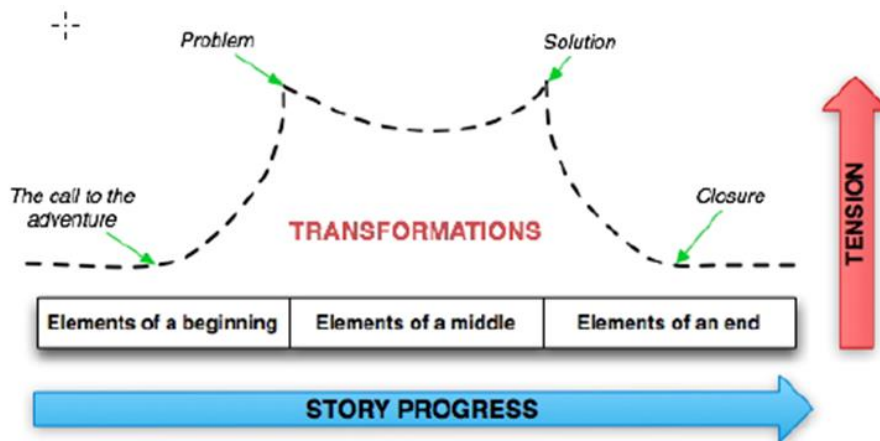 Problem
Solution
The call to the
adventure
Closure
TRANSFORMATIONS
TENSION
Elements of a beginning
Elements of a middle
Elements of an end
STORY PROGRESS